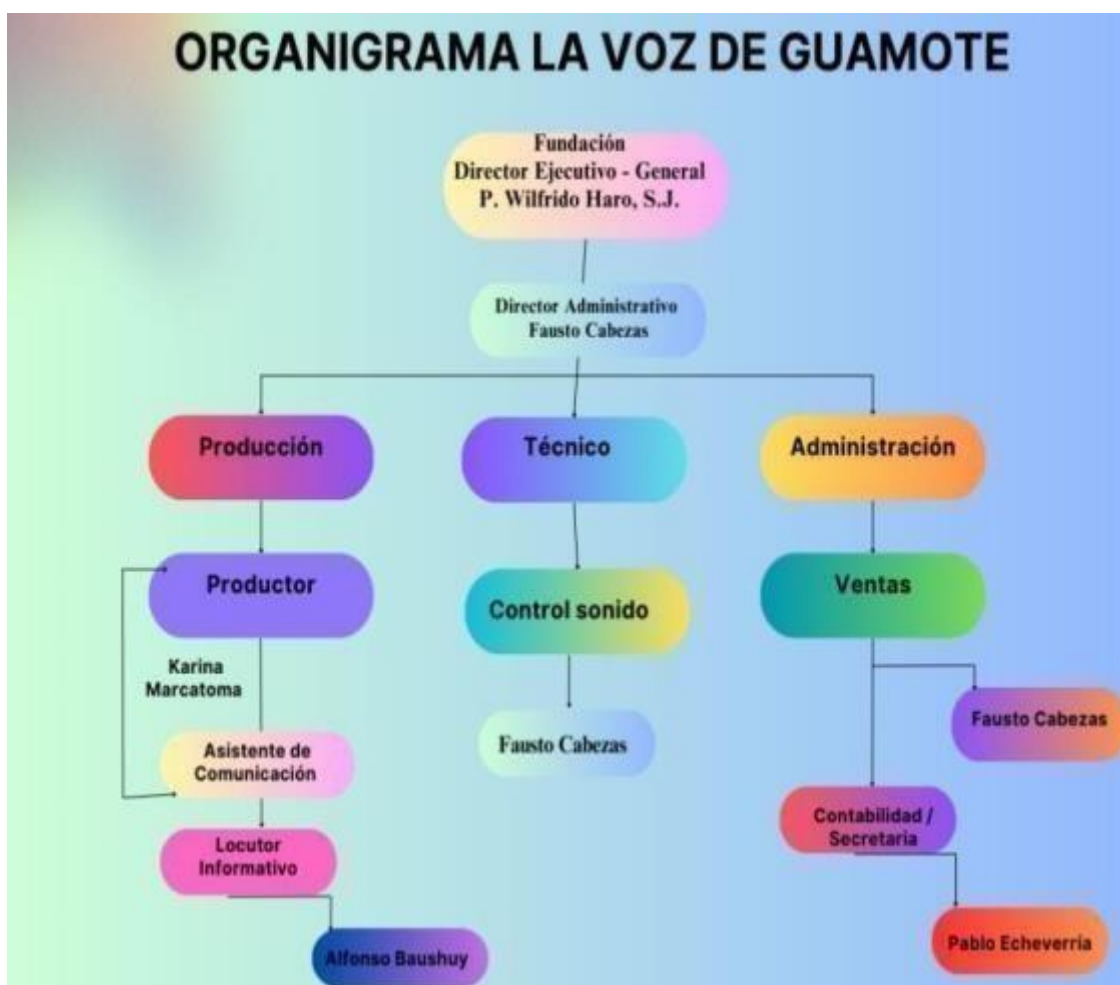 ORGANIGRAMA LA VOZ DE GUAMOTE
Fundación
Director Ejecutivo - General
P. Wilfrido Haro, S.J.
Director Administrativo
Fausto Cabezas
Producción
Técnico
Administración
Productor
Control sonido
Ventas
Karina
Marcatoma
Asistente de
Comunicación
Fausto Cabezas
Fausto Cabezas
Locutor
Informativo
Contabilidad /
Secretaria
Alfonso Baushuy
Pablo Echeverria